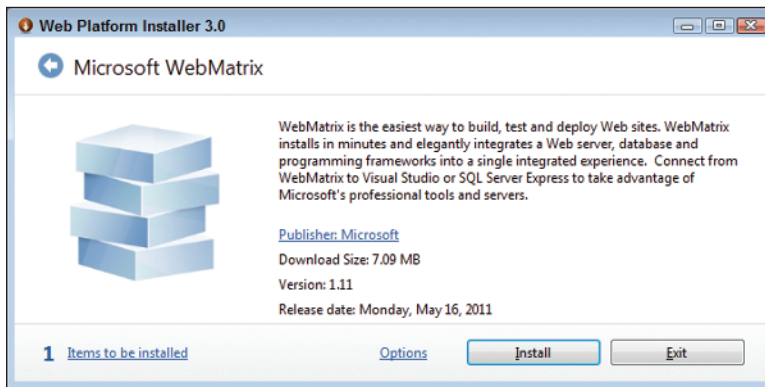 Web Platform Installer 3.0
Microsoft WebMatrix
WebMatrix is the easiest way to build, test and deploy Web sites. WebMatrix
installs in minutes and elegantly integrates a Web server, database and
programming frameworks into a single integrated experience.  Connect from
WebMatrix to Visual Studio or SQL Server Express to take advantage of
Microsoft's professional tools and servers.
Publisher: Microsoft
Download Size: 7.09 MB
Version: 1.11
Release date: Monday, May 16, 2011
1 Items to be installed Options Install Exit